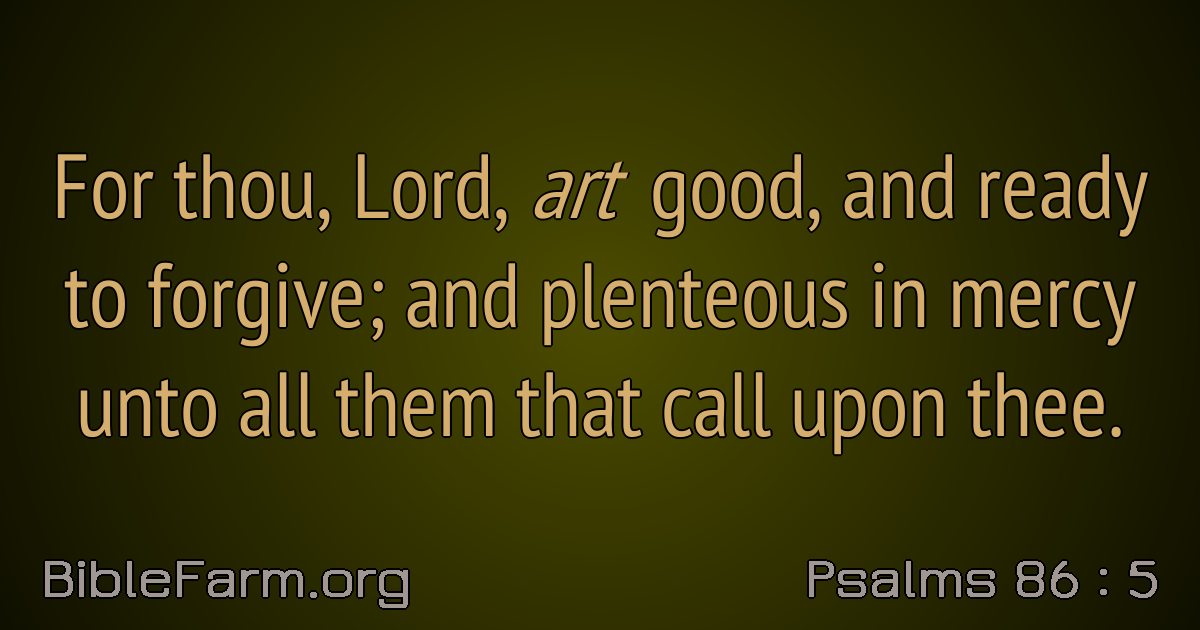 For thou, Lord, art good, and ready
to forgive; and plenteous in mercy
unto all them that call upon thee.
BibleFarm.org
Psalms 86 : 5